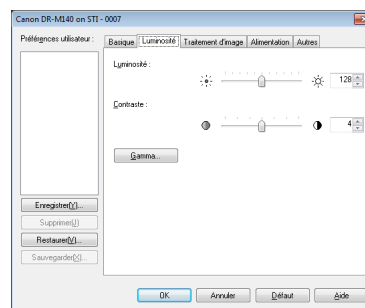 Canon DR-M140 on STI - 0007
Préférences utilisateur :
Basique Luminosité Traitement d'image Alimentation Autres
Luminosité :
128
Contraste :
4
Gamma...
Enregistrer(Y)...
Supprimer(J)
Restaurer(V)...
Sauvegarder(X)...
OK Annuler Défaut Aide